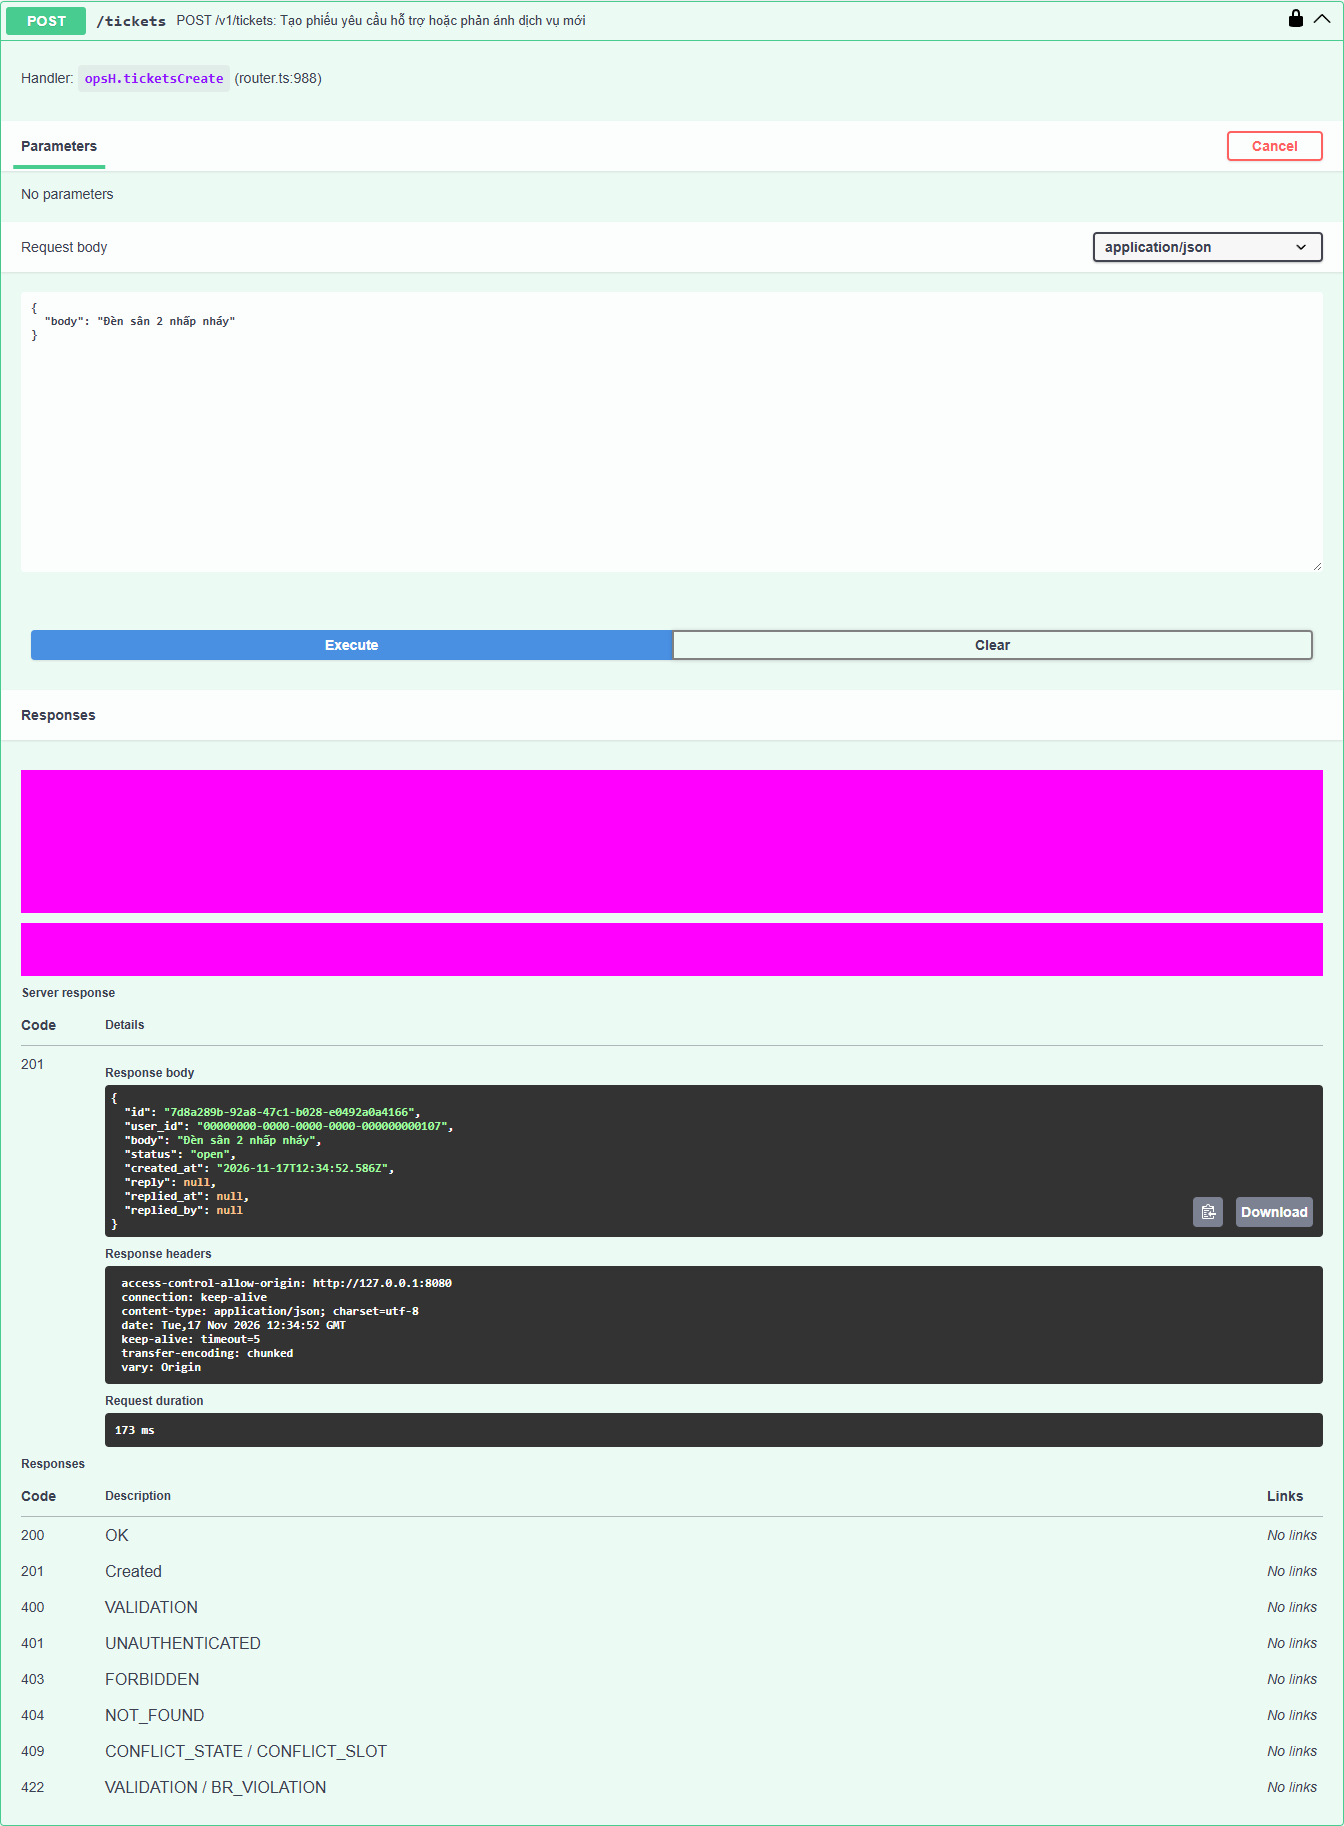 POST /tickets POST /v1/tickets: Tạo phiếu yêu cầu hỗ trợ hoặc phản ánh dịch vụ mới
Handler: opsH.ticketsCreate (router.ts:988)
Parameters
Cancel
No parameters
Request body
application/json
{
  "body": "Đèn sân 2 nhấp nháy"
}
Execute
Clear
Responses
Server response
Code Details
201
Response body
{
  "id": "7d8a289b-92a8-47c1-b028-e0492a0a4166",
  "user_id": "00000000-0000-0000-0000-000000000107",
  "body": "Đèn sân 2 nhấp nháy",
  "status": "open",
  "created_at": "2026-11-17T12:34:52.586Z",
  "reply": null,
  "replied_at": null,
  "replied_by": null
}
Download
Response headers
access-control-allow-origin: http://127.0.0.1:8080
connection: keep-alive
content-type: application/json; charset=utf-8
date: Tue,17 Nov 2026 12:34:52 GMT
keep-alive: timeout=5
transfer-encoding: chunked
vary: Origin
Request duration
173 ms
Responses
Code Description Links
200 OK No links
201 Created No links
400 VALIDATION No links
401 UNAUTHENTICATED No links
403 FORBIDDEN No links
404 NOT_FOUND No links
409 CONFLICT_STATE / CONFLICT_SLOT No links
422 VALIDATION / BR_VIOLATION No links